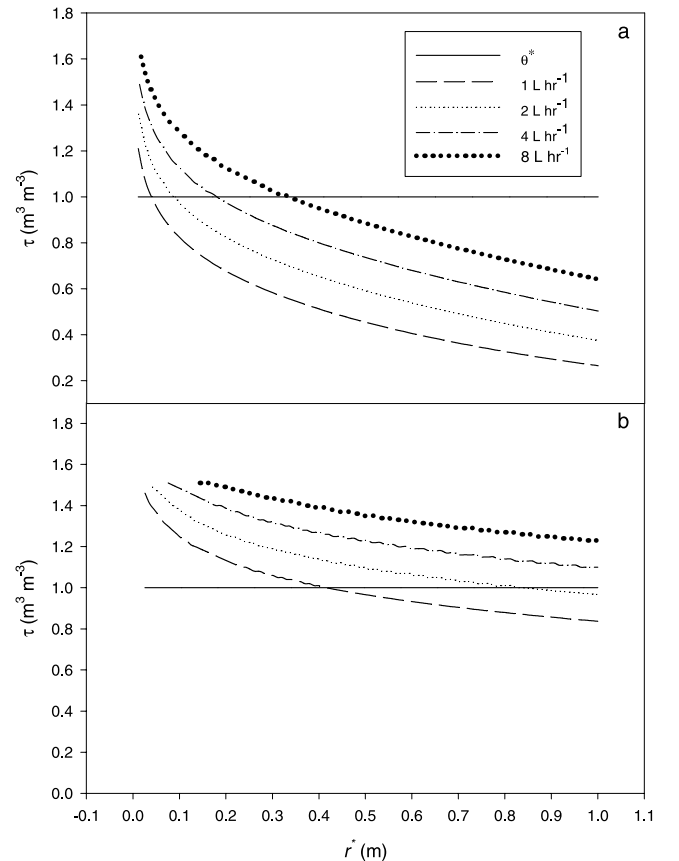 a
1.8
1.6
1.4
1.2
1.0
0.8
0.6
0.4
0.2
τ (m³ m⁻³)
θ*
1 L hr⁻¹
2 L hr⁻¹
4 L hr⁻¹
8 L hr⁻¹
b
1.8
1.6
1.4
1.2
1.0
0.8
0.6
0.4
0.2
0.0
τ (m³ m⁻³)
-0.1 0.0 0.1 0.2 0.3 0.4 0.5 0.6 0.7 0.8 0.9 1.0 1.1
r* (m)